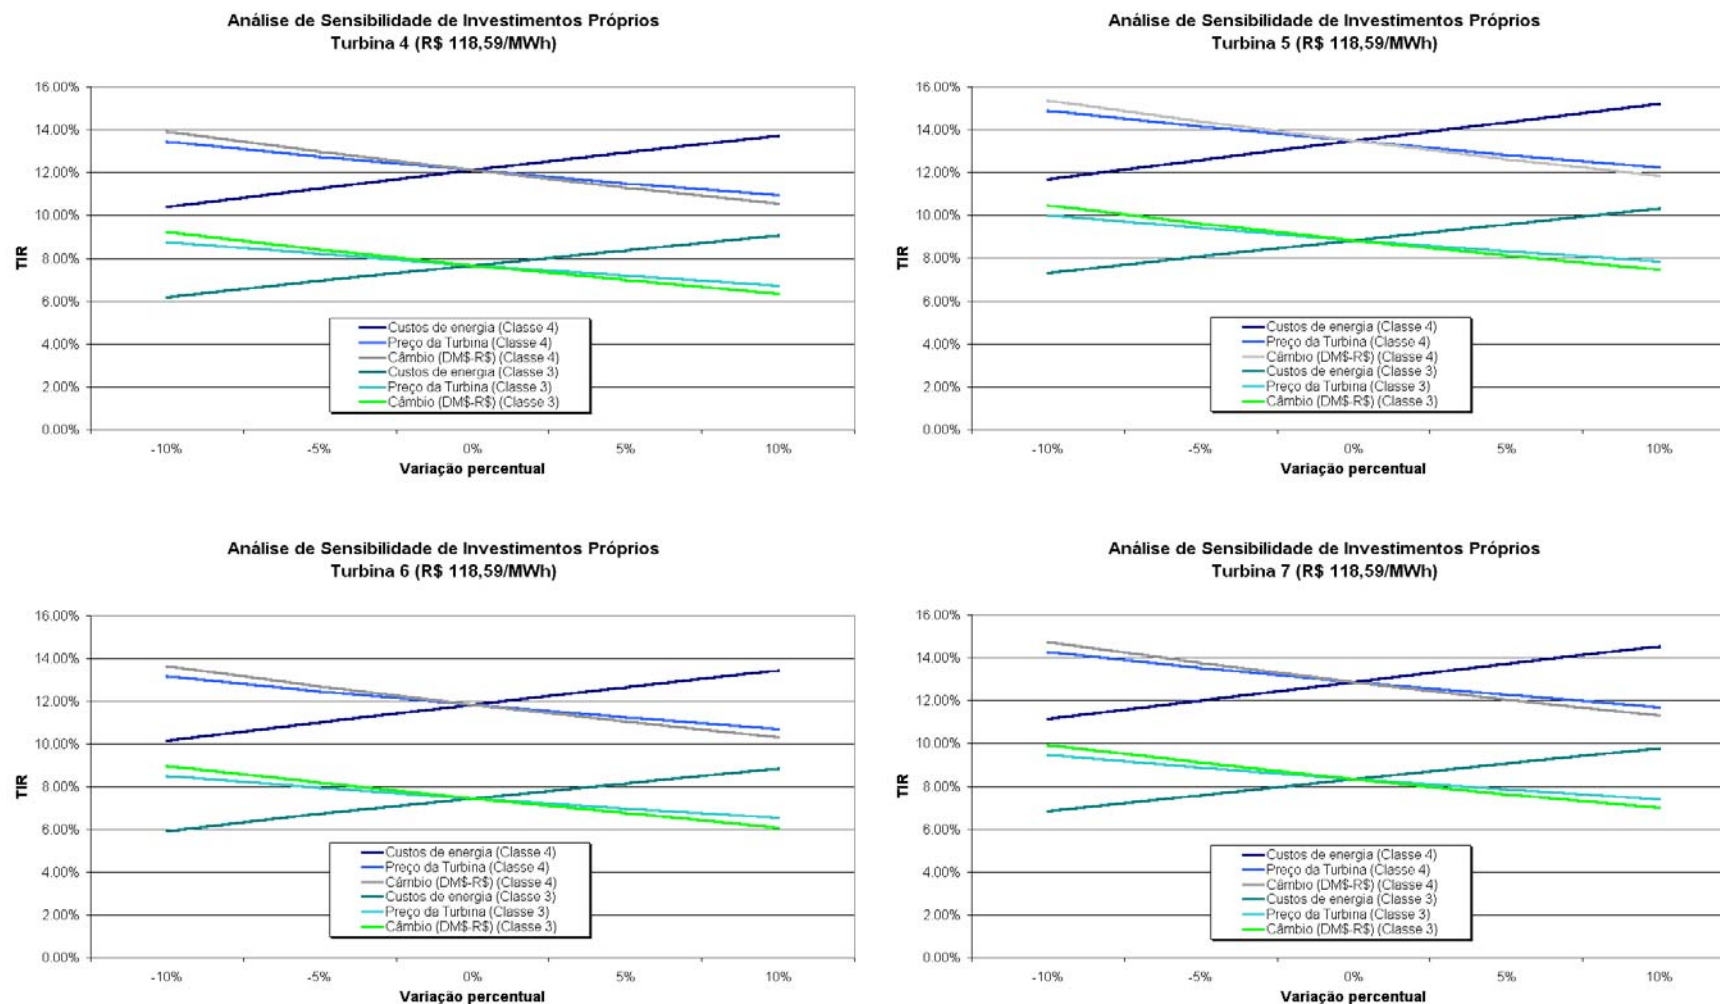 Análise de Sensibilidade de Investimentos Próprios
Turbina 4 (R$ 118,59/MWh)
16.00%
14.00%
12.00%
10.00%
8.00%
6.00%
4.00%
2.00%
0.00%
TIR
Custos de energia (Classe 4)
Preço da Turbina (Classe 4)
Câmbio (DM$-R$) (Classe 4)
Custos de energia (Classe 3)
Preço da Turbina (Classe 3)
Câmbio (DM$-R$) (Classe 3)
-10% -5% 0% 5% 10%
Variação percentual
Análise de Sensibilidade de Investimentos Próprios
Turbina 5 (R$ 118,59/MWh)
16.00%
14.00%
12.00%
10.00%
8.00%
6.00%
4.00%
2.00%
0.00%
TIR
Custos de energia (Classe 4)
Preço da Turbina (Classe 4)
Câmbio (DM$-R$) (Classe 4)
Custos de energia (Classe 3)
Preço da Turbina (Classe 3)
Câmbio (DM$-R$) (Classe 3)
-10% -5% 0% 5% 10%
Variação percentual
Análise de Sensibilidade de Investimentos Próprios
Turbina 6 (R$ 118,59/MWh)
16.00%
14.00%
12.00%
10.00%
8.00%
6.00%
4.00%
2.00%
0.00%
TIR
Custos de energia (Classe 4)
Preço da Turbina (Classe 4)
Câmbio (DM$-R$) (Classe 4)
Custos de energia (Classe 3)
Preço da Turbina (Classe 3)
Câmbio (DM$-R$) (Classe 3)
-10% -5% 0% 5% 10%
Variação percentual
Análise de Sensibilidade de Investimentos Próprios
Turbina 7 (R$ 118,59/MWh)
16.00%
14.00%
12.00%
10.00%
8.00%
6.00%
4.00%
2.00%
0.00%
TIR
Custos de energia (Classe 4)
Preço da Turbina (Classe 4)
Câmbio (DM$-R$) (Classe 4)
Custos de energia (Classe 3)
Preço da Turbina (Classe 3)
Câmbio (DM$-R$) (Classe 3)
-10% -5% 0% 5% 10%
Variação percentual